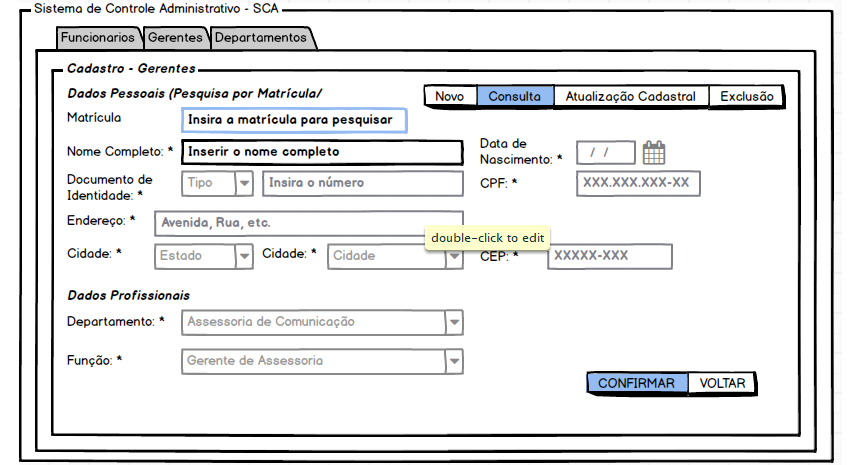 Sistema de Controle Administrativo - SCA
Funcionarios Gerentes Departamentos
Cadastro - Gerentes
Dados Pessoais (Pesquisa por Matrícula/
Novo Consulta Atualização Cadastral Exclusão
Matrícula Insira a matrícula para pesquisar
Nome Completo: * Inserir o nome completo
Data de
Nascimento: * / /
Documento de
Identidade: * Tipo Insira o número
CPF: * XXX.XXX.XXX-XX
Endereço: * Avenida, Rua, etc.
double-click to edit
Cidade: * Estado Cidade: * Cidade CEP: * XXXXX-XXX
Dados Profissionais
Departamento: * Assessoria de Comunicação
Função: * Gerente de Assessoria
CONFIRMAR VOLTAR